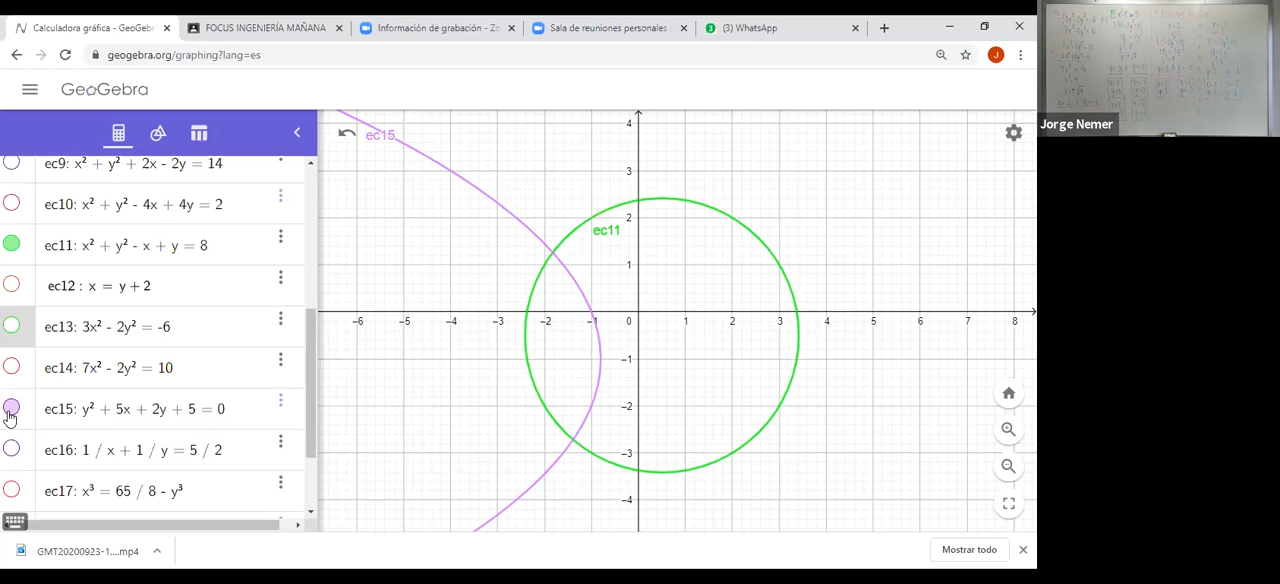 Calculadora gráfica - GeoGebr
FOCUS INGENIERÍA MAÑANA
Información de grabación - Zo
Sala de reuniones personales
(3) WhatsApp
geogebra.org/graphing?lang=es
J
GeoGebra
ec9: x² + y² + 2x - 2y = 14
ec10: x² + y² - 4x + 4y = 2
ec11: x² + y² - x + y = 8
ec12 : x = y + 2
ec13: 3x² - 2y² = -6
ec14: 7x² - 2y² = 10
ec15: y² + 5x + 2y + 5 = 0
ec16: 1 / x + 1 / y = 5 / 2
ec17: x³ = 65 / 8 - y³
ec15
ec11
4
3
2
1
-6 -5 -4 -3 -2 -1 0 1 2 3 4 5 6 7 8
-1
-2
-3
-4
GMT20200923-1....mp4
Mostrar todo
Jorge Nemer